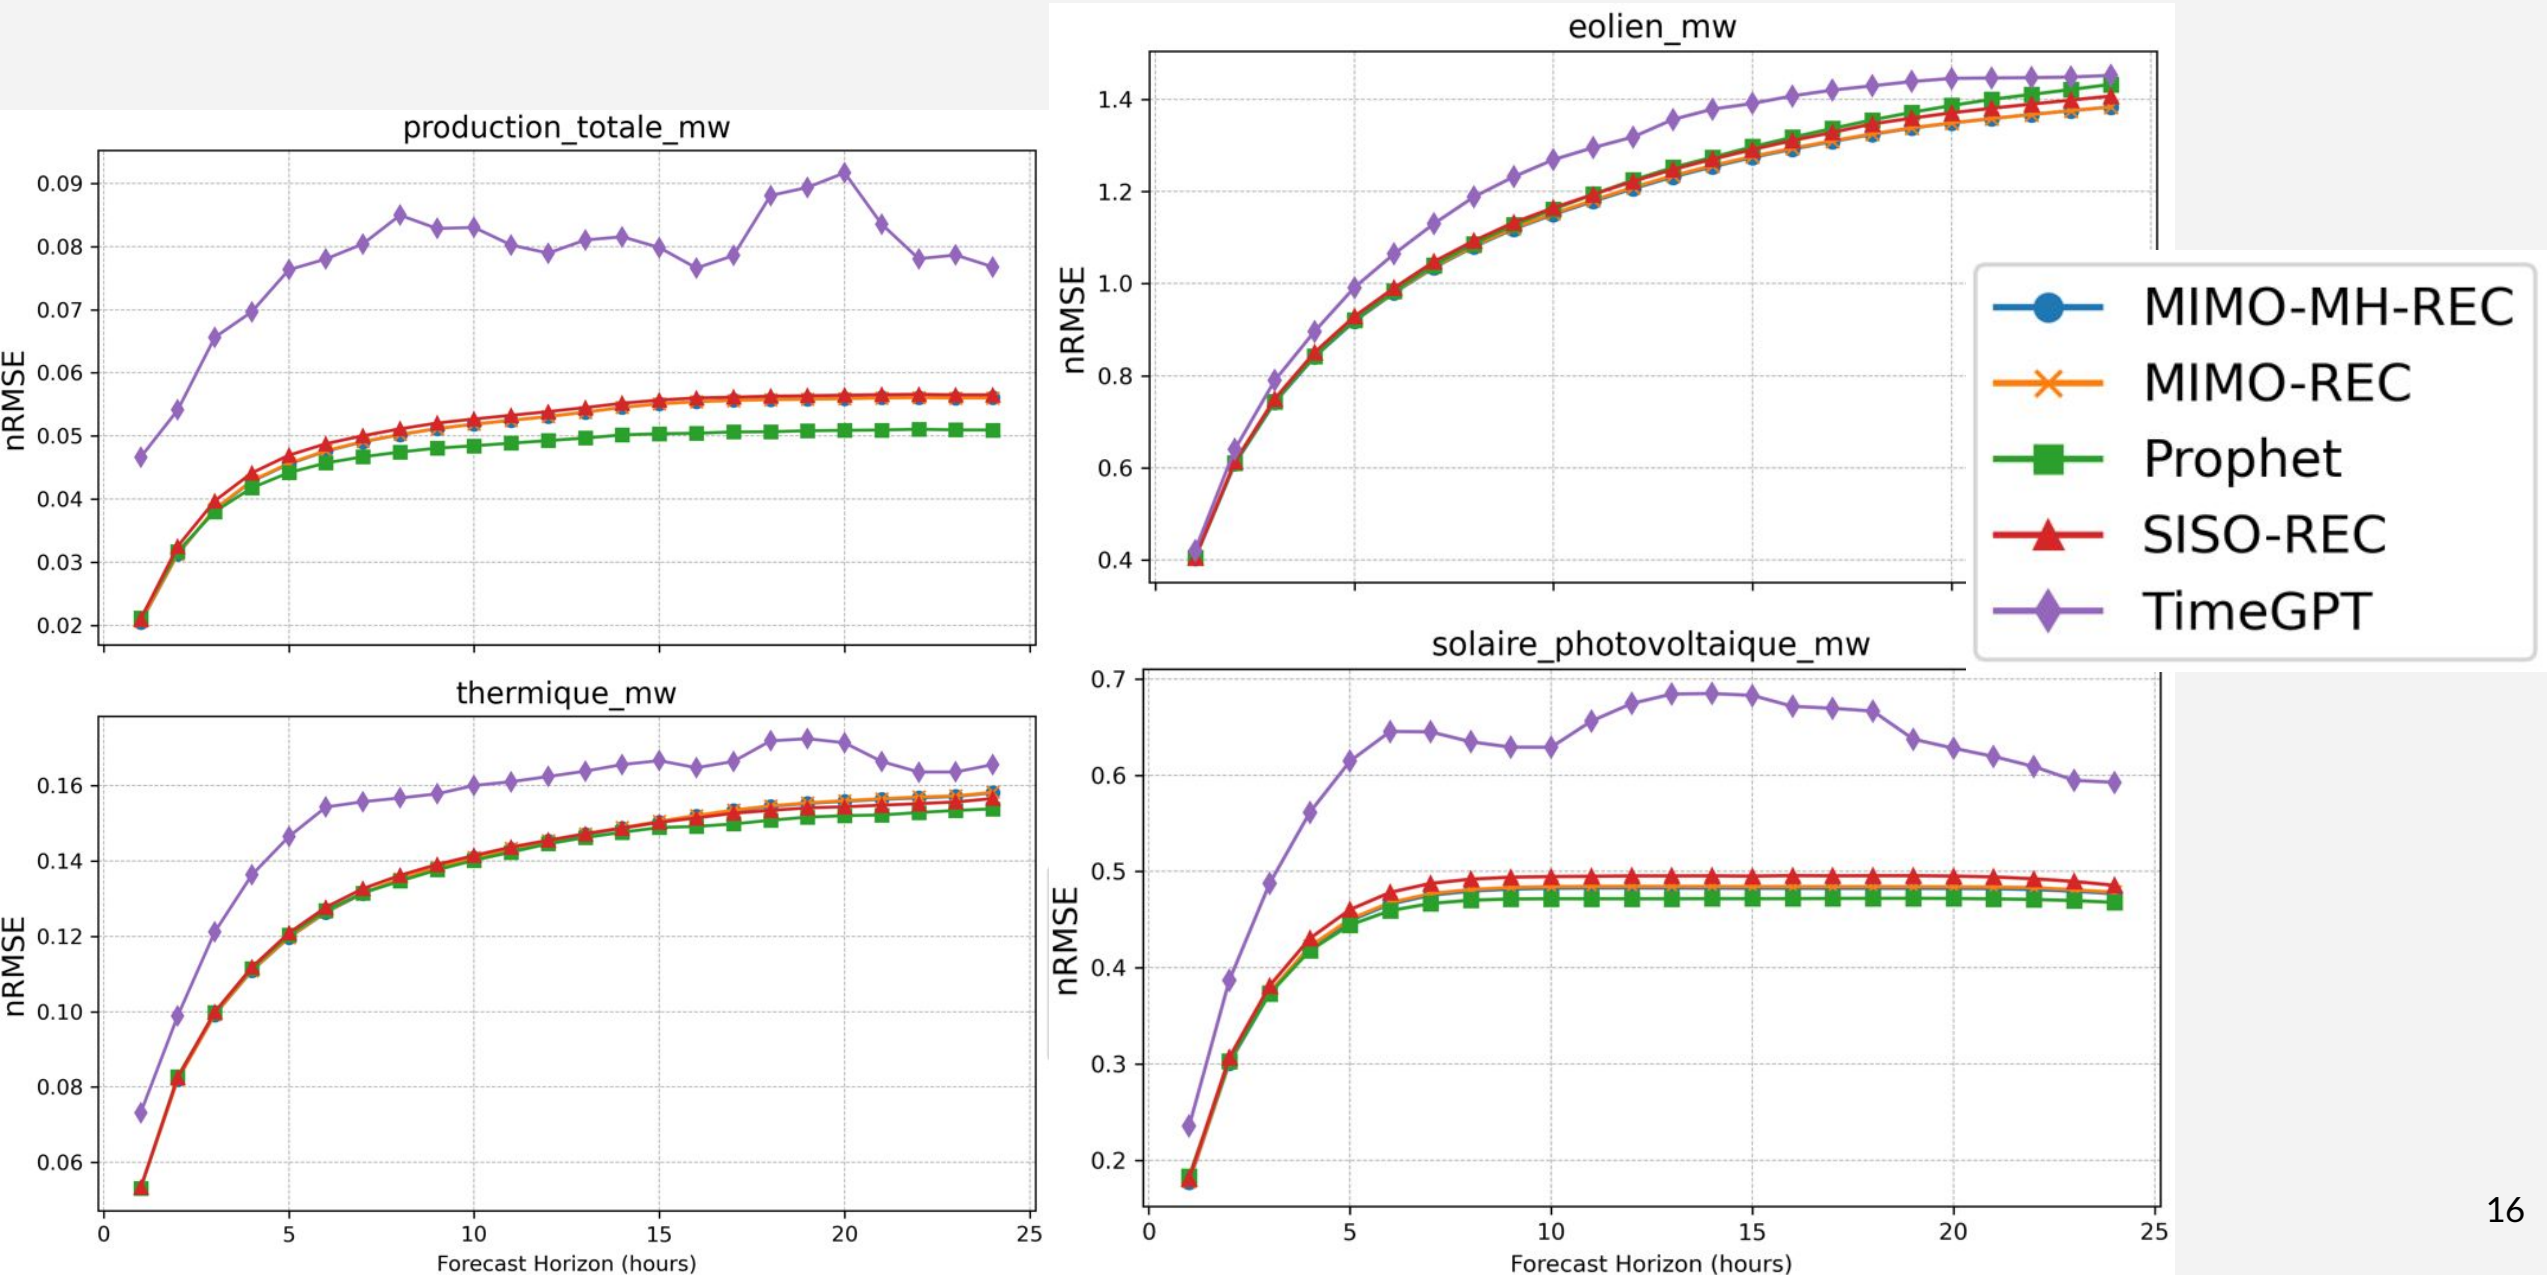 production_totale_mw
nRMSE
0.09
0.08
0.07
0.06
0.05
0.04
0.03
0.02
eolien_mw
nRMSE
1.4
1.2
1.0
0.8
0.6
0.4
MIMO-MH-REC
MIMO-REC
Prophet
SISO-REC
TimeGPT
thermique_mw
nRMSE
0.16
0.14
0.12
0.10
0.08
0.06
0 5 10 15 20 25
Forecast Horizon (hours)
solaire_photovoltaique_mw
nRMSE
0.7
0.6
0.5
0.4
0.3
0.2
0 5 10 15 20 25
Forecast Horizon (hours)
16